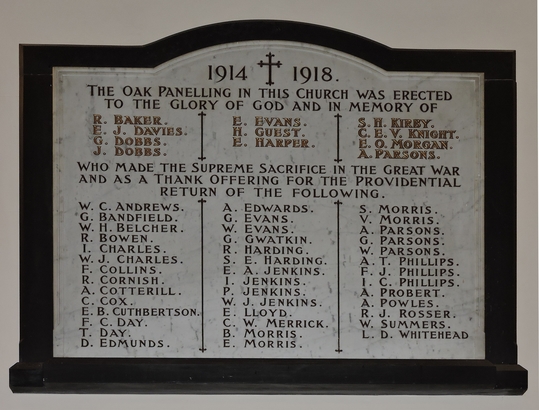 1914 1918.
THE OAK PANELLING IN THIS CHURCH WAS ERECTED
TO THE GLORY OF GOD AND IN MEMORY OF
R. BAKER.
E. J. DAVIES.
G. DOBBS.
J. DOBBS.
E. EVANS.
H. GUEST.
E. HARPER.
S. H. KIRBY.
C. E. V. KNIGHT.
E. O. MORGAN.
A. PARSONS.
WHO MADE THE SUPREME SACRIFICE IN THE GREAT WAR
AND AS A THANK OFFERING FOR THE PROVIDENTIAL
RETURN OF THE FOLLOWING.
W. C. ANDREWS.
G. BANDFIELD.
W. H. BELCHER.
R. BOWEN.
I. CHARLES.
W. J. CHARLES.
F. COLLINS.
R. CORNISH.
A. COTTERILL.
C. COX.
E. B. CUTHBERTSON.
F. C. DAY.
T. DAY.
D. EDMUNDS.
A. EDWARDS.
G. EVANS.
W. EVANS.
G. GWATKIN.
R. HARDING.
S. E. HARDING.
E. A. JENKINS.
I. JENKINS.
P. JENKINS.
W. J. JENKINS.
E. LLOYD.
C. W. MERRICK.
B. MORRIS.
E. MORRIS.
S. MORRIS.
V. MORRIS.
A. PARSONS.
G. PARSONS.
W. PARSONS.
A. T. PHILLIPS.
F. J. PHILLIPS.
I. C. PHILLIPS.
A. PROBERT.
A. POWLES.
R. J. ROSSER.
W. SUMMERS.
L. D. WHITEHEAD